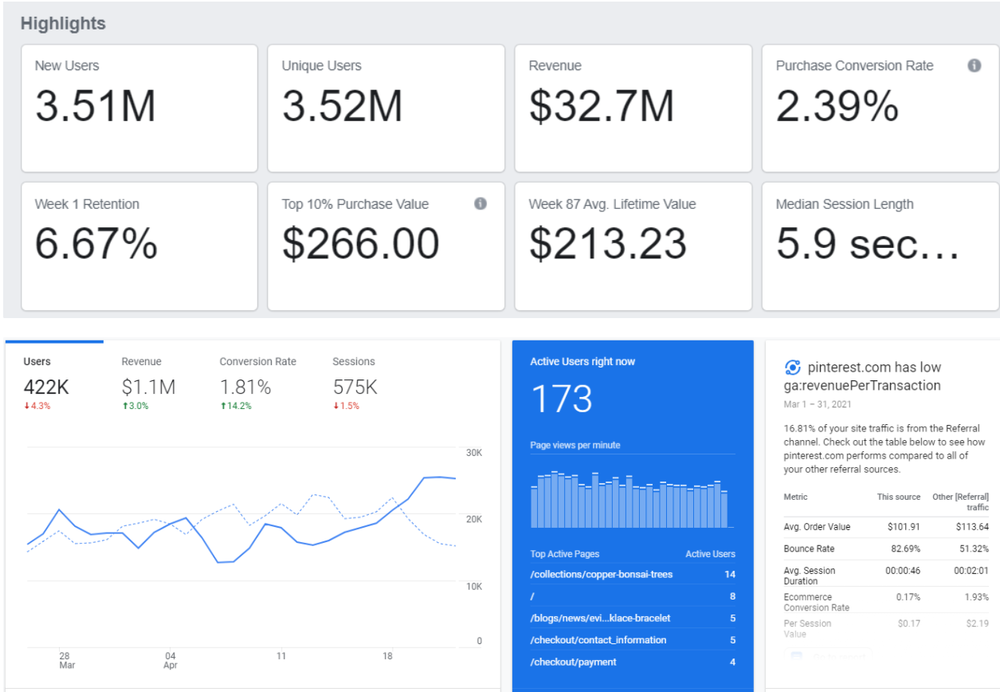 Highlights
New Users
3.51M
Unique Users
3.52M
Revenue
$32.7M
Purchase Conversion Rate
2.39%
Week 1 Retention
6.67%
Top 10% Purchase Value
$266.00
Week 87 Avg. Lifetime Value
$213.23
Median Session Length
5.9 sec...
Users
422K
↓4.3%
Revenue
$1.1M
↑3.0%
Conversion Rate
1.81%
↑14.2%
Sessions
575K
↓1.5%
30K
20K
10K
0
28
Mar
04
Apr
11
18
Active Users right now
173
Page views per minute
Top Active Pages Active Users
/collections/copper-bonsai-trees 14
/ 8
/blogs/news/evi...klace-bracelet 5
/checkout/contact_information 5
/checkout/payment 4
pinterest.com has low
ga:revenuePerTransaction
Mar 1 – 31, 2021
16.81% of your site traffic is from the Referral
channel. Check out the table below to see how
pinterest.com performs compared to all of
your other referral sources.
Metric This source Other [Referral]
traffic
Avg. Order Value $101.91 $113.64
Bounce Rate 82.69% 51.32%
Avg. Session 00:00:46 00:02:01
Duration
Ecommerce 0.17% 1.93%
Conversion Rate
Per Session $0.17 $2.19
Value